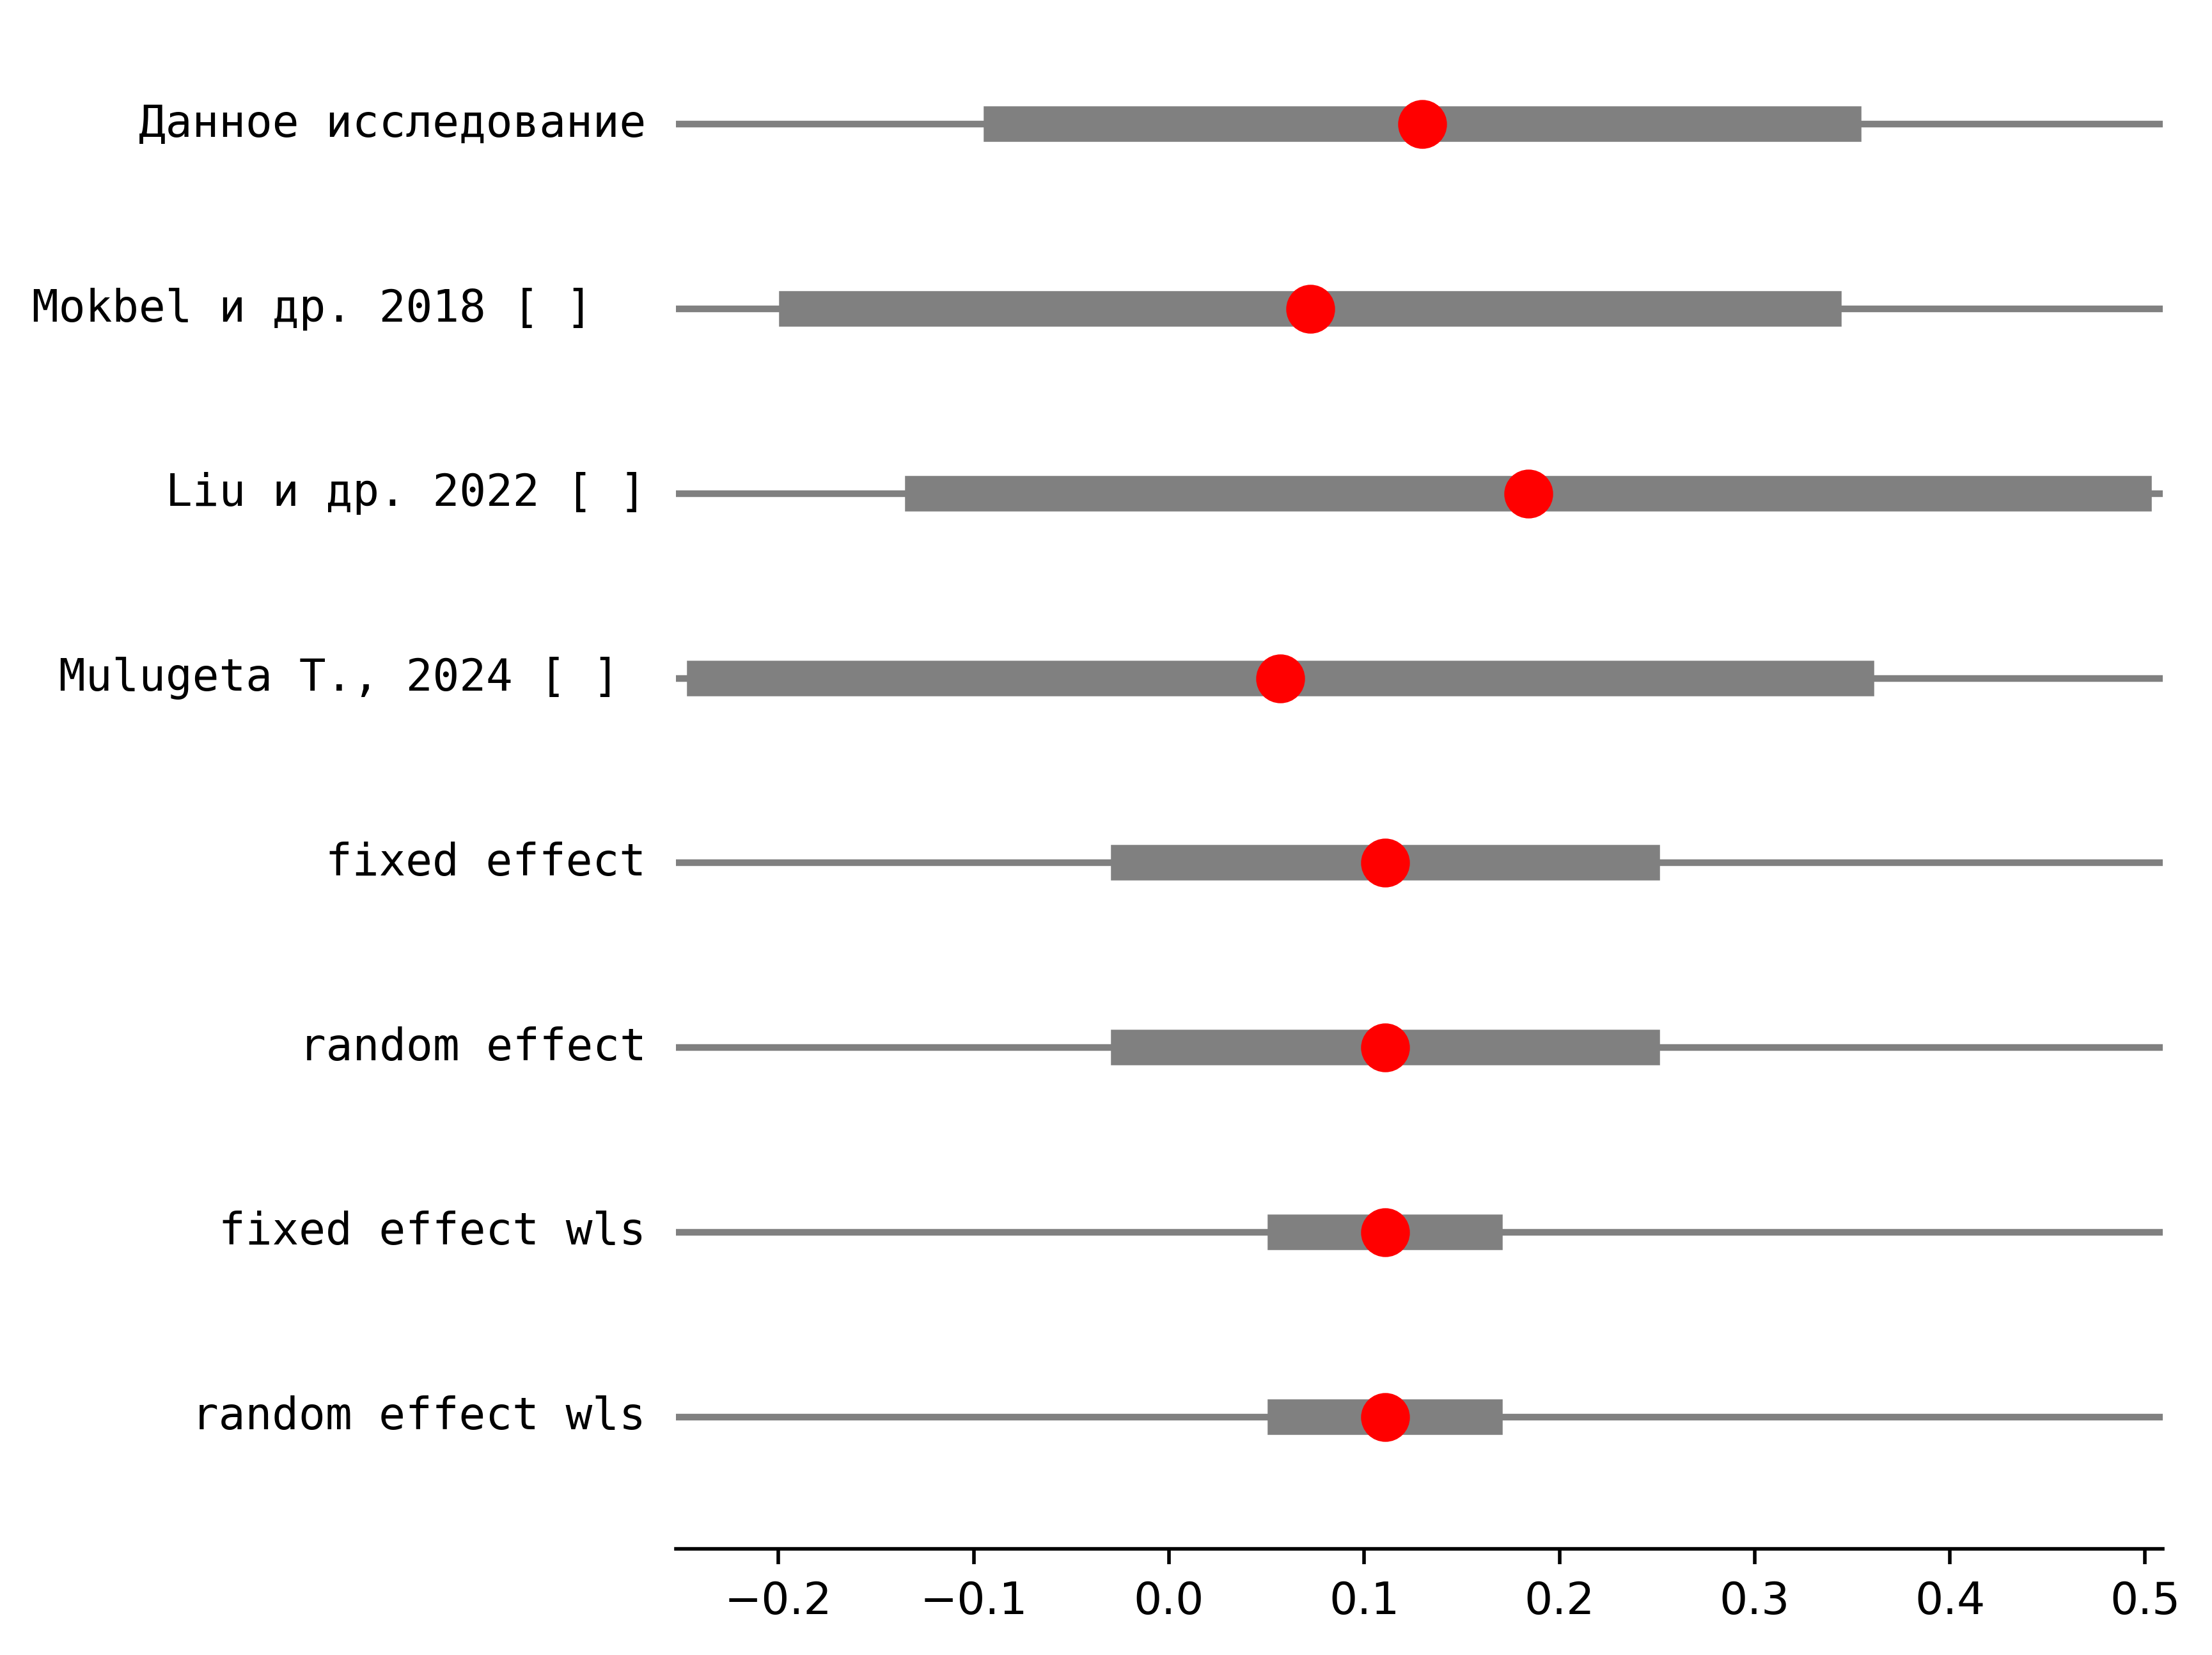 Данное исследование
Mokbel и др. 2018 [ ]
Liu и др. 2022 [ ]
Mulugeta T., 2024 [ ]
fixed effect
random effect
fixed effect wls
random effect wls
−0.2 −0.1 0.0 0.1 0.2 0.3 0.4 0.5